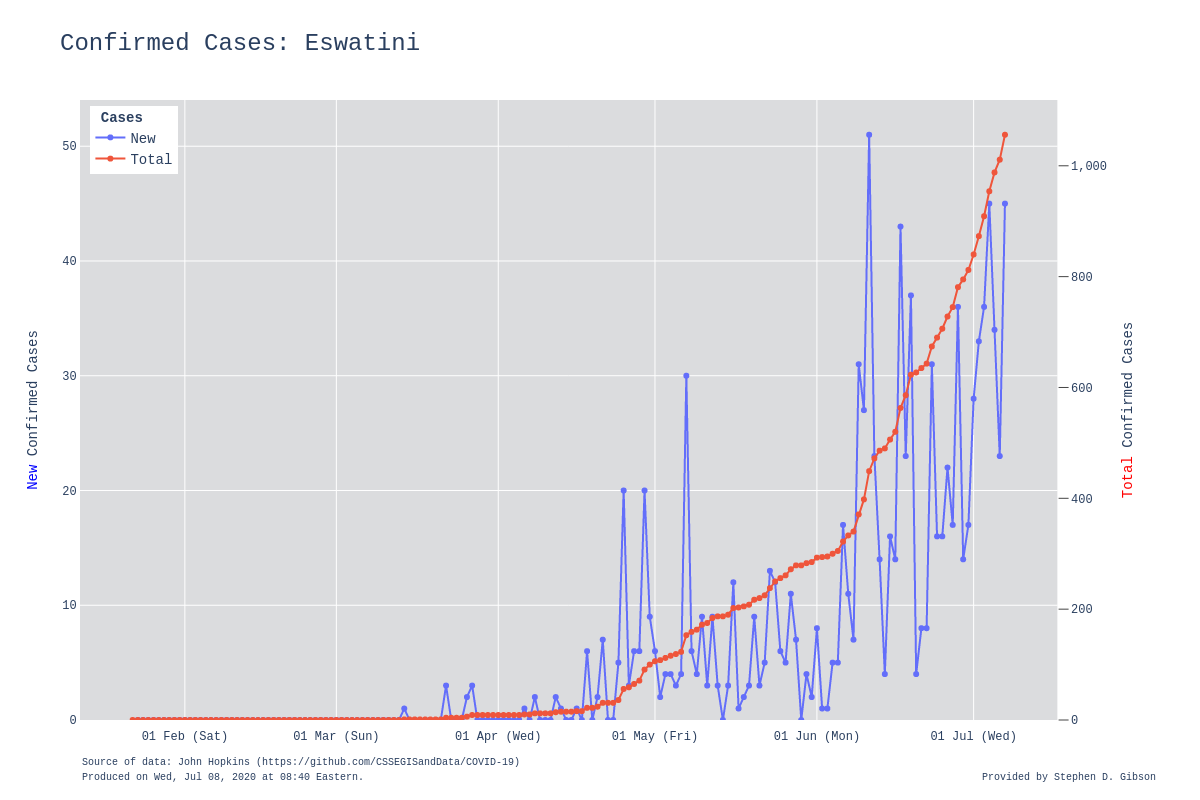 Confirmed Cases: Eswatini
Cases
New
Total
50
40
30
20
10
0
1,000
800
600
400
200
0
New Confirmed Cases
Total Confirmed Cases
01 Feb (Sat) 01 Mar (Sun) 01 Apr (Wed) 01 May (Fri) 01 Jun (Mon) 01 Jul (Wed)
Source of data: John Hopkins (https://github.com/CSSEGISandData/COVID-19)
Produced on Wed, Jul 08, 2020 at 08:40 Eastern.
Provided by Stephen D. Gibson